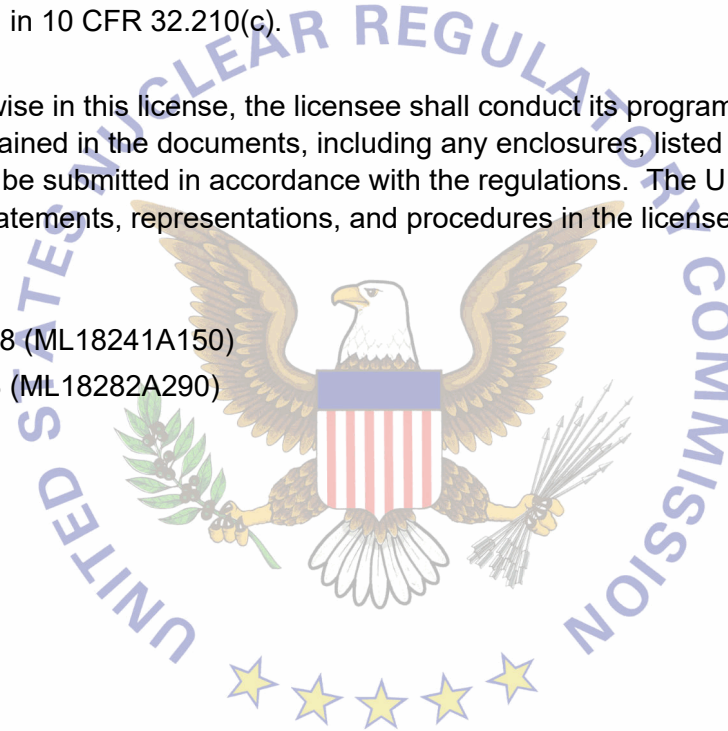 in 10 CFR 32.210(c).
wise in this license, the licensee shall conduct its program
ained in the documents, including any enclosures, listed
be submitted in accordance with the regulations.  The U
atements, representations, and procedures in the license
8 (ML18241A150)
(ML18282A290)
UNITED STATES NUCLEAR REGULATORY COMMISSION